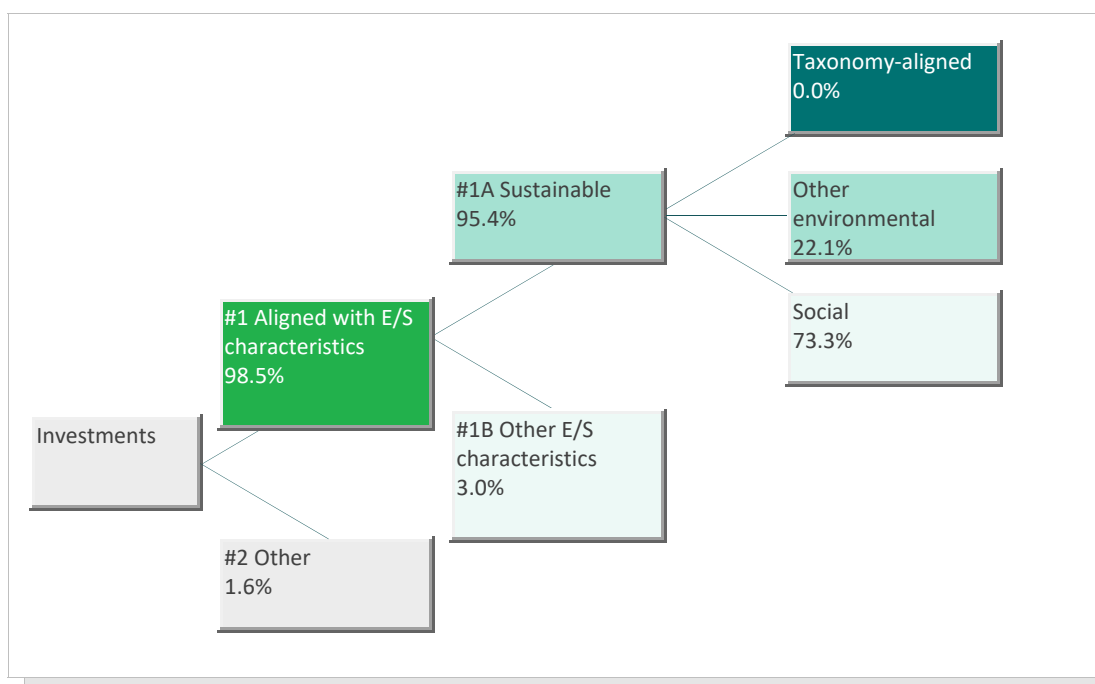 Taxonomy-aligned
0.0%
#1A Sustainable
95.4%
Other
environmental
22.1%
#1 Aligned with E/S
characteristics
98.5%
Social
73.3%
Investments
#1B Other E/S
characteristics
3.0%
#2 Other
1.6%